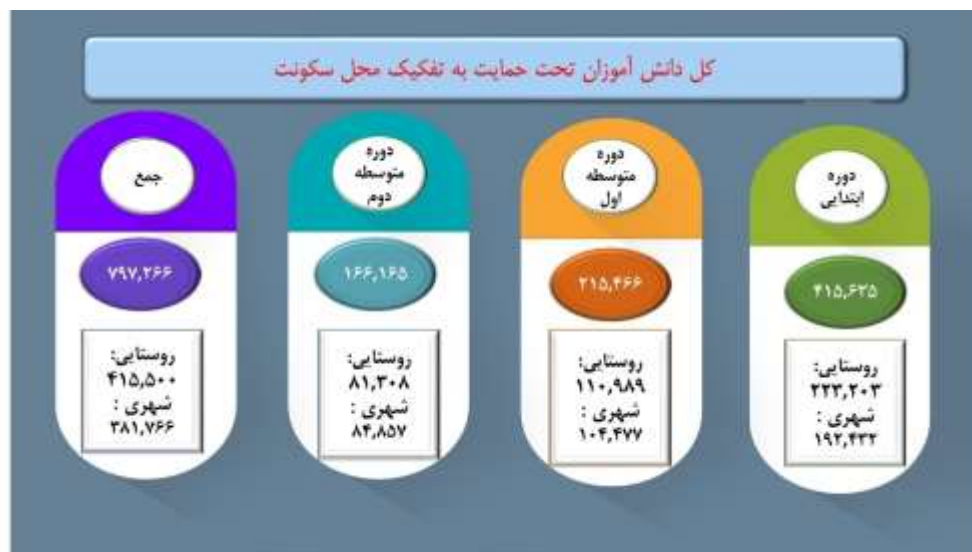 کل دانش آموزان تحت حمایت به تفکیک محل سکونت
دوره
ابتدایی
۴۱۵,۶۳۵
روستایی:
۲۲۳,۲۰۳
شهری :
۱۹۲,۴۳۲
دوره
متوسطه
اول
۲۱۵,۴۶۶
روستایی:
۱۱۰,۹۸۹
شهری :
۱۰۴,۴۷۷
دوره
متوسطه
دوم
۱۶۶,۱۶۵
روستایی:
۸۱,۳۰۸
شهری :
۸۴,۸۵۷
جمع
۷۹۷,۲۶۶
روستایی:
۴۱۵,۵۰۰
شهری :
۳۸۱,۷۶۶